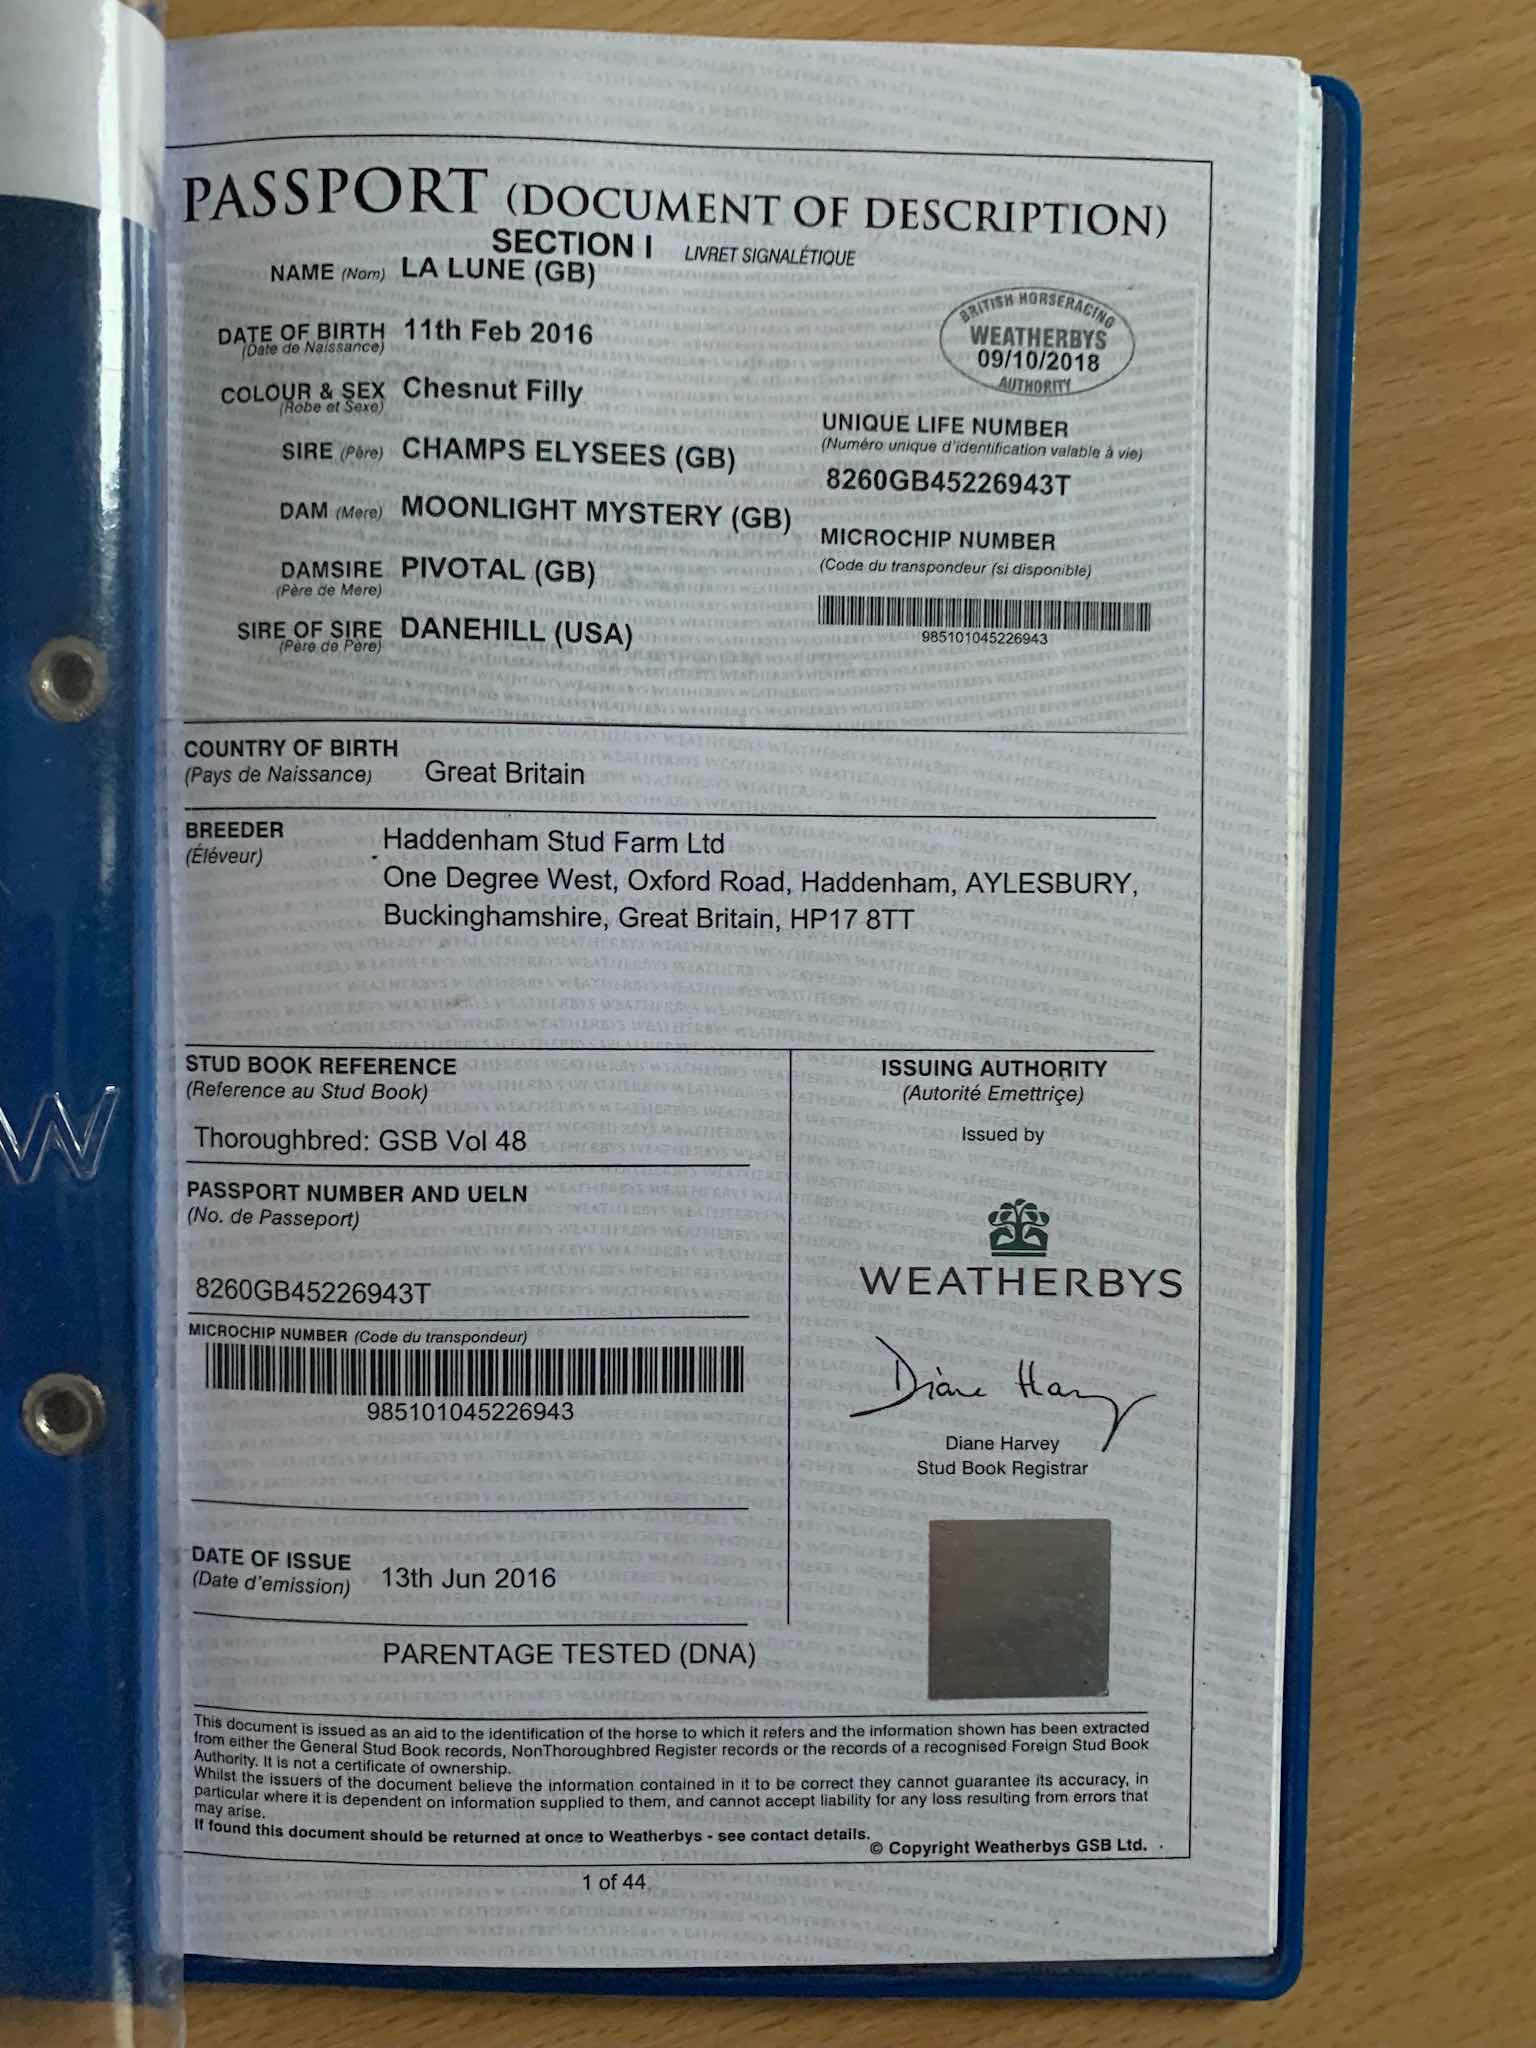 PASSPORT (DOCUMENT OF DESCRIPTION)
SECTION I LIVRET SIGNALÉTIQUE
NAME (Nom) LA LUNE (GB)
DATE OF BIRTH 11th Feb 2016
(Date de Naissance)
COLOUR & SEX Chesnut Filly
(Robe et Sexe)
SIRE (Père) CHAMPS ELYSEES (GB)
DAM (Mere) MOONLIGHT MYSTERY (GB)
DAMSIRE PIVOTAL (GB)
(Père de Mere)
SIRE OF SIRE DANEHILL (USA)
(Père de Père)
BRITISH HORSERACING
WEATHERBYS
09/10/2018
AUTHORITY
UNIQUE LIFE NUMBER
(Numéro unique d'identification valable à vie)
8260GB45226943T
MICROCHIP NUMBER
(Code du transpondeur (si disponible)
985101045226943
COUNTRY OF BIRTH
(Pays de Naissance) Great Britain
BREEDER
(Éléveur)
Haddenham Stud Farm Ltd
One Degree West, Oxford Road, Haddenham, AYLESBURY,
Buckinghamshire, Great Britain, HP17 8TT
STUD BOOK REFERENCE
(Reference au Stud Book)
Thoroughbred: GSB Vol 48
PASSPORT NUMBER AND UELN
(No. de Passeport)
8260GB45226943T
MICROCHIP NUMBER (Code du transpondeur)
985101045226943
DATE OF ISSUE
(Date d'emission) 13th Jun 2016
PARENTAGE TESTED (DNA)
ISSUING AUTHORITY
(Autorité Emettriçe)
Issued by
WEATHERBYS
Diane Harvey
Diane Harvey
Stud Book Registrar
This document is issued as an aid to the identification of the horse to which it refers and the information shown has been extracted
from either the General Stud Book records, NonThoroughbred Register records or the records of a recognised Foreign Stud Book
Authority. It is not a certificate of ownership.
Whilst the issuers of the document believe the information contained in it to be correct they cannot guarantee its accuracy, in
particular where it is dependent on information supplied to them, and cannot accept liability for any loss resulting from errors that
may arise.
If found this document should be returned at once to Weatherbys - see contact details.
© Copyright Weatherbys GSB Ltd.
1 of 44
W